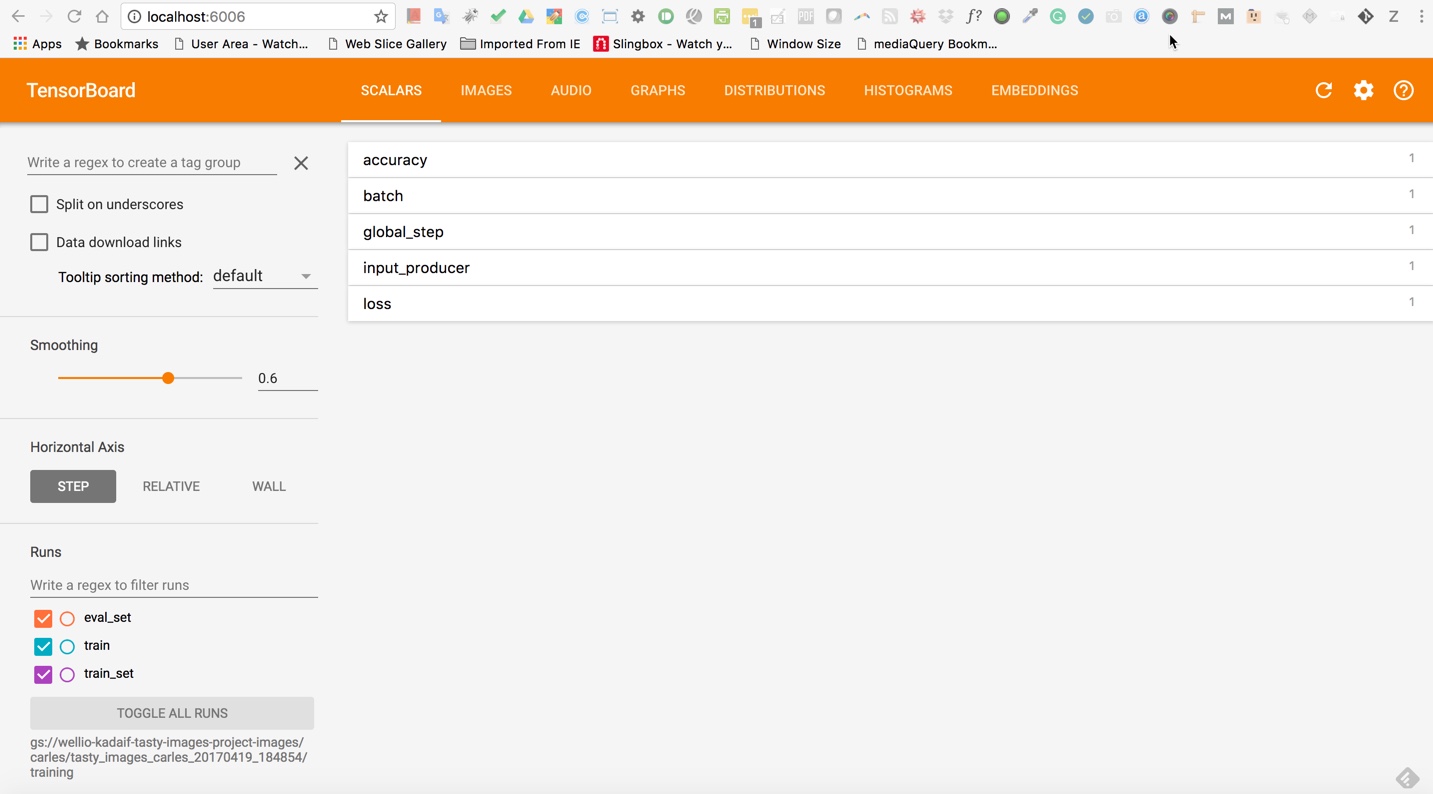 localhost:6006
1
PDF
f?
a
M
Z
Apps
Bookmarks
User Area - Watch...
Web Slice Gallery
Imported From IE
Slingbox - Watch y...
Window Size
mediaQuery Bookm...
TensorBoard
SCALARS
IMAGES
AUDIO
GRAPHS
DISTRIBUTIONS
HISTOGRAMS
EMBEDDINGS
Write a regex to create a tag group
Split on underscores
Data download links
Tooltip sorting method: default
Smoothing
0.6
Horizontal Axis
STEP
RELATIVE
WALL
Runs
Write a regex to filter runs
eval_set
train
train_set
TOGGLE ALL RUNS
gs://wellio-kadaif-tasty-images-project-images/
carles/tasty_images_carles_20170419_184854/
training
accuracy 1
batch 1
global_step 1
input_producer 1
loss 1